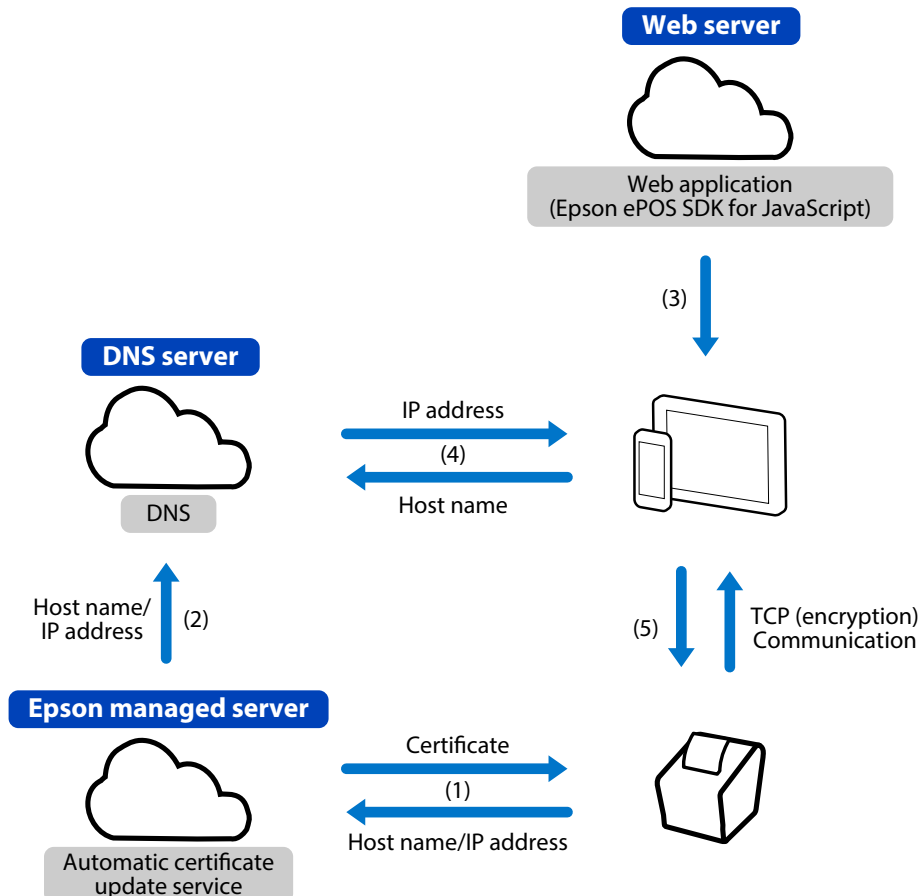 Web server
Web application
(Epson ePOS SDK for JavaScript)
(3)
DNS server
IP address
(4)
Host name
DNS
Host name/
IP address
(2)
(5)
TCP (encryption)
Communication
Epson managed server
Certificate
(1)
Host name/IP address
Automatic certificate
update service